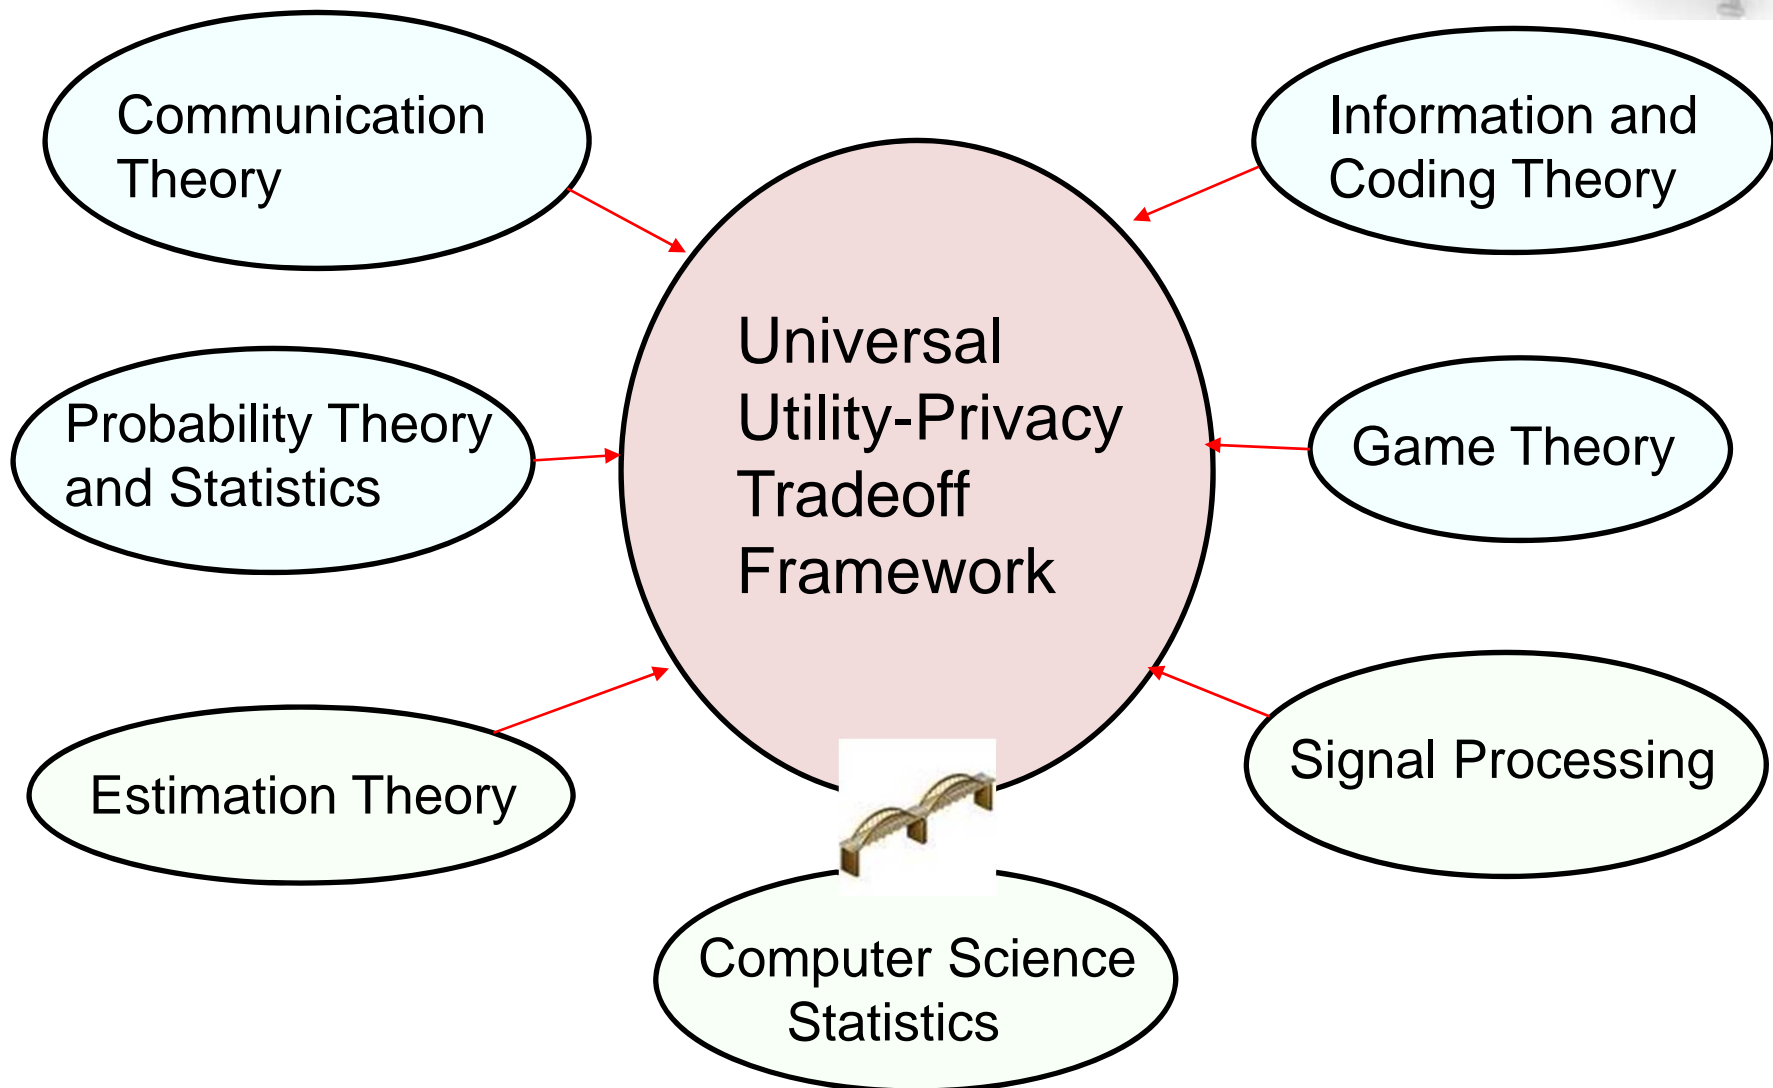 Communication
Theory
Information and
Coding Theory
Universal
Utility-Privacy
Tradeoff
Framework
Probability Theory
and Statistics
Game Theory
Estimation Theory
Signal Processing
Computer Science
Statistics